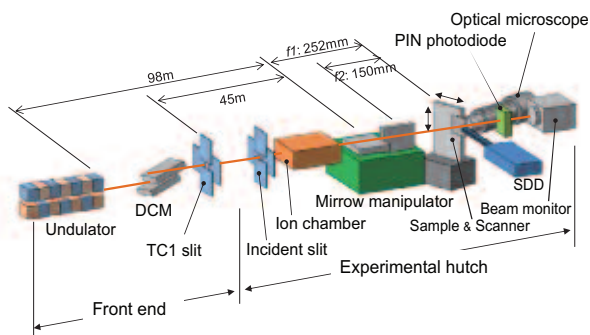 Optical microscope
PIN photodiode
f1: 252mm
f2: 150mm
98m
45m
SDD
Beam monitor
Sample & Scanner
Mirrow manipulator
Ion chamber
Incident slit
TC1 slit
DCM
Undulator
Experimental hutch
Front end